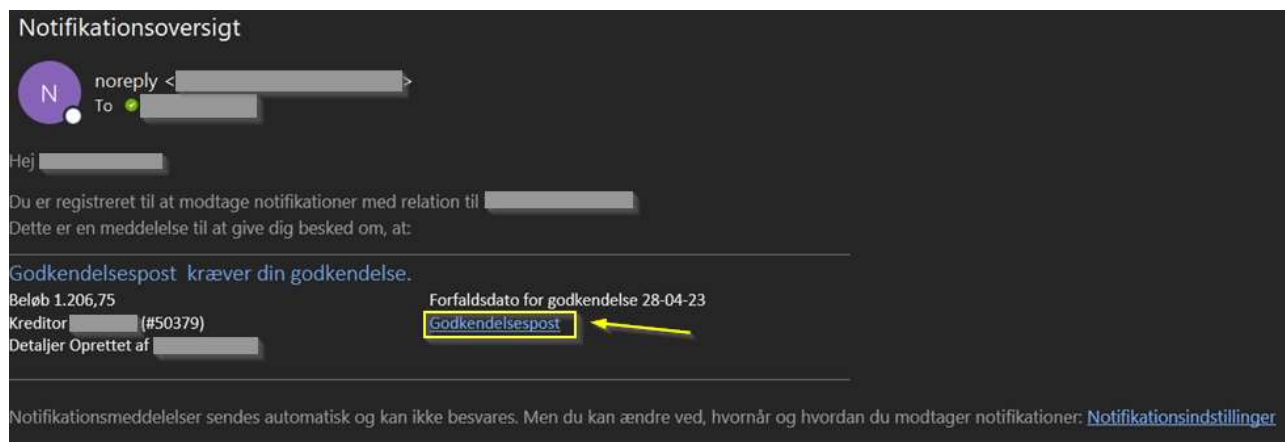 Notifikationsoversigt
N
noreply < >
To
Hej
Du er registreret til at modtage notifikationer med relation til
Dette er en meddelelse til at give dig besked om, at:
Godkendelsespost kræver din godkendelse.
Beløb 1.206,75 Forfaldsdato for godkendelse 28-04-23
Kreditor (#50379) Godkendelsespost
Detaljer Oprettet af
Notifikationsmeddelelser sendes automatisk og kan ikke besvares. Men du kan ændre ved, hvornår og hvordan du modtager notifikationer: Notifikationsindstillinger